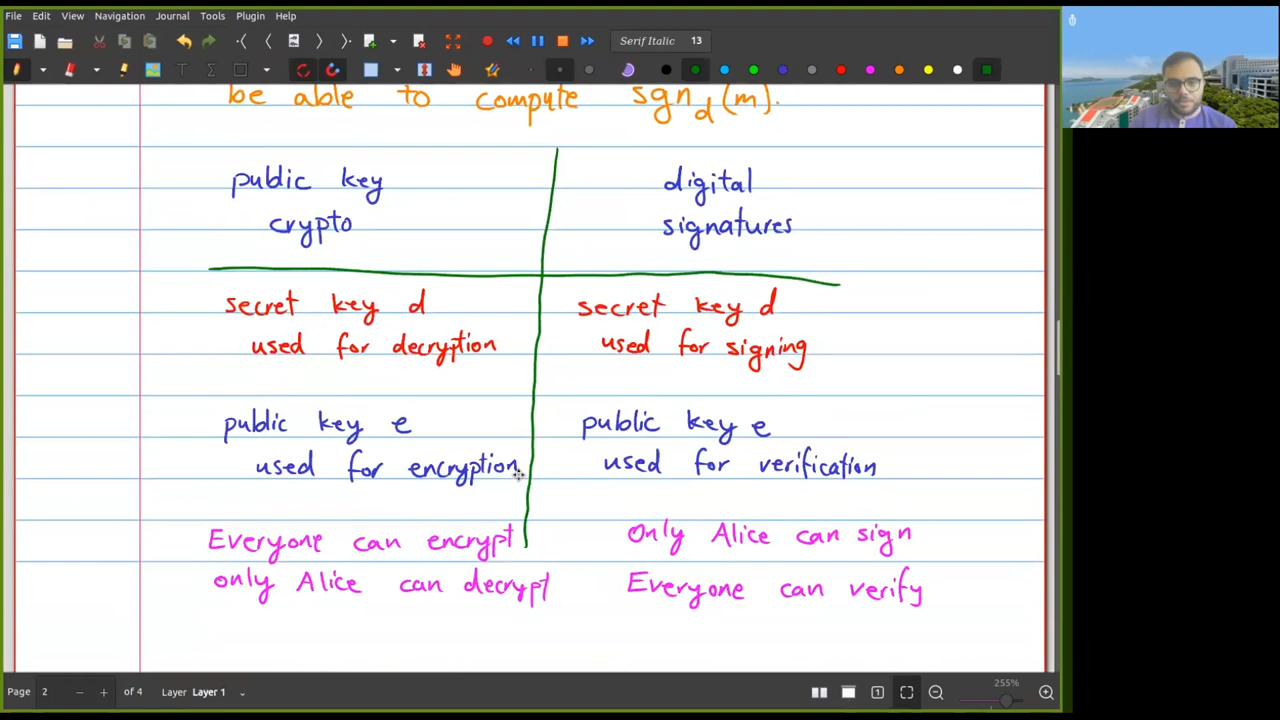 File Edit View Navigation Journal Tools Plugin Help
Serif Italic 13
be able to compute sgn_d(m).
public key
crypto
digital
signatures
secret key d
used for decryption
secret key d
used for signing
public key e
used for encryption
public key e
used for verification
Everyone can encrypt
only Alice can decrypt
Only Alice can sign
Everyone can verify
Page 2 of 4 Layer Layer 1
255%